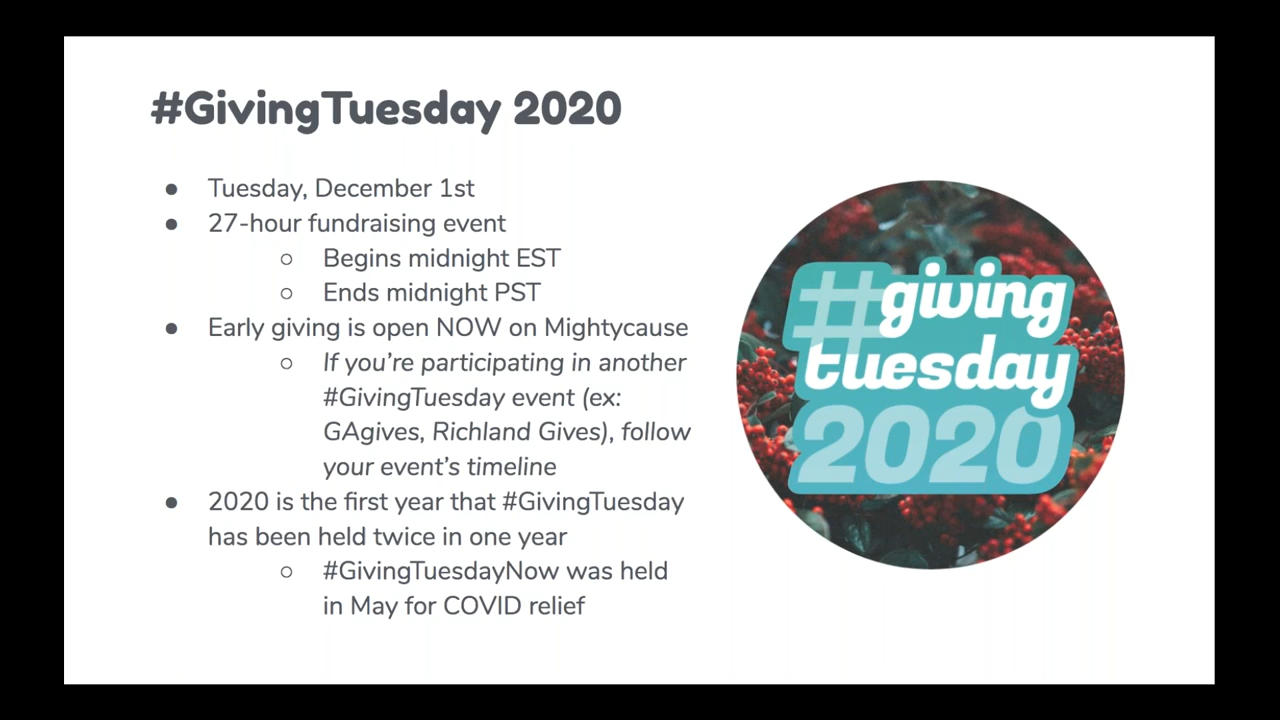 #GivingTuesday 2020
● Tuesday, December 1st
● 27-hour fundraising event
○ Begins midnight EST
○ Ends midnight PST
● Early giving is open NOW on Mightycause
○ If you’re participating in another
#GivingTuesday event (ex:
GAgives, Richland Gives), follow
your event’s timeline
● 2020 is the first year that #GivingTuesday
has been held twice in one year
○ #GivingTuesdayNow was held
in May for COVID relief
#giving
tuesday
2020